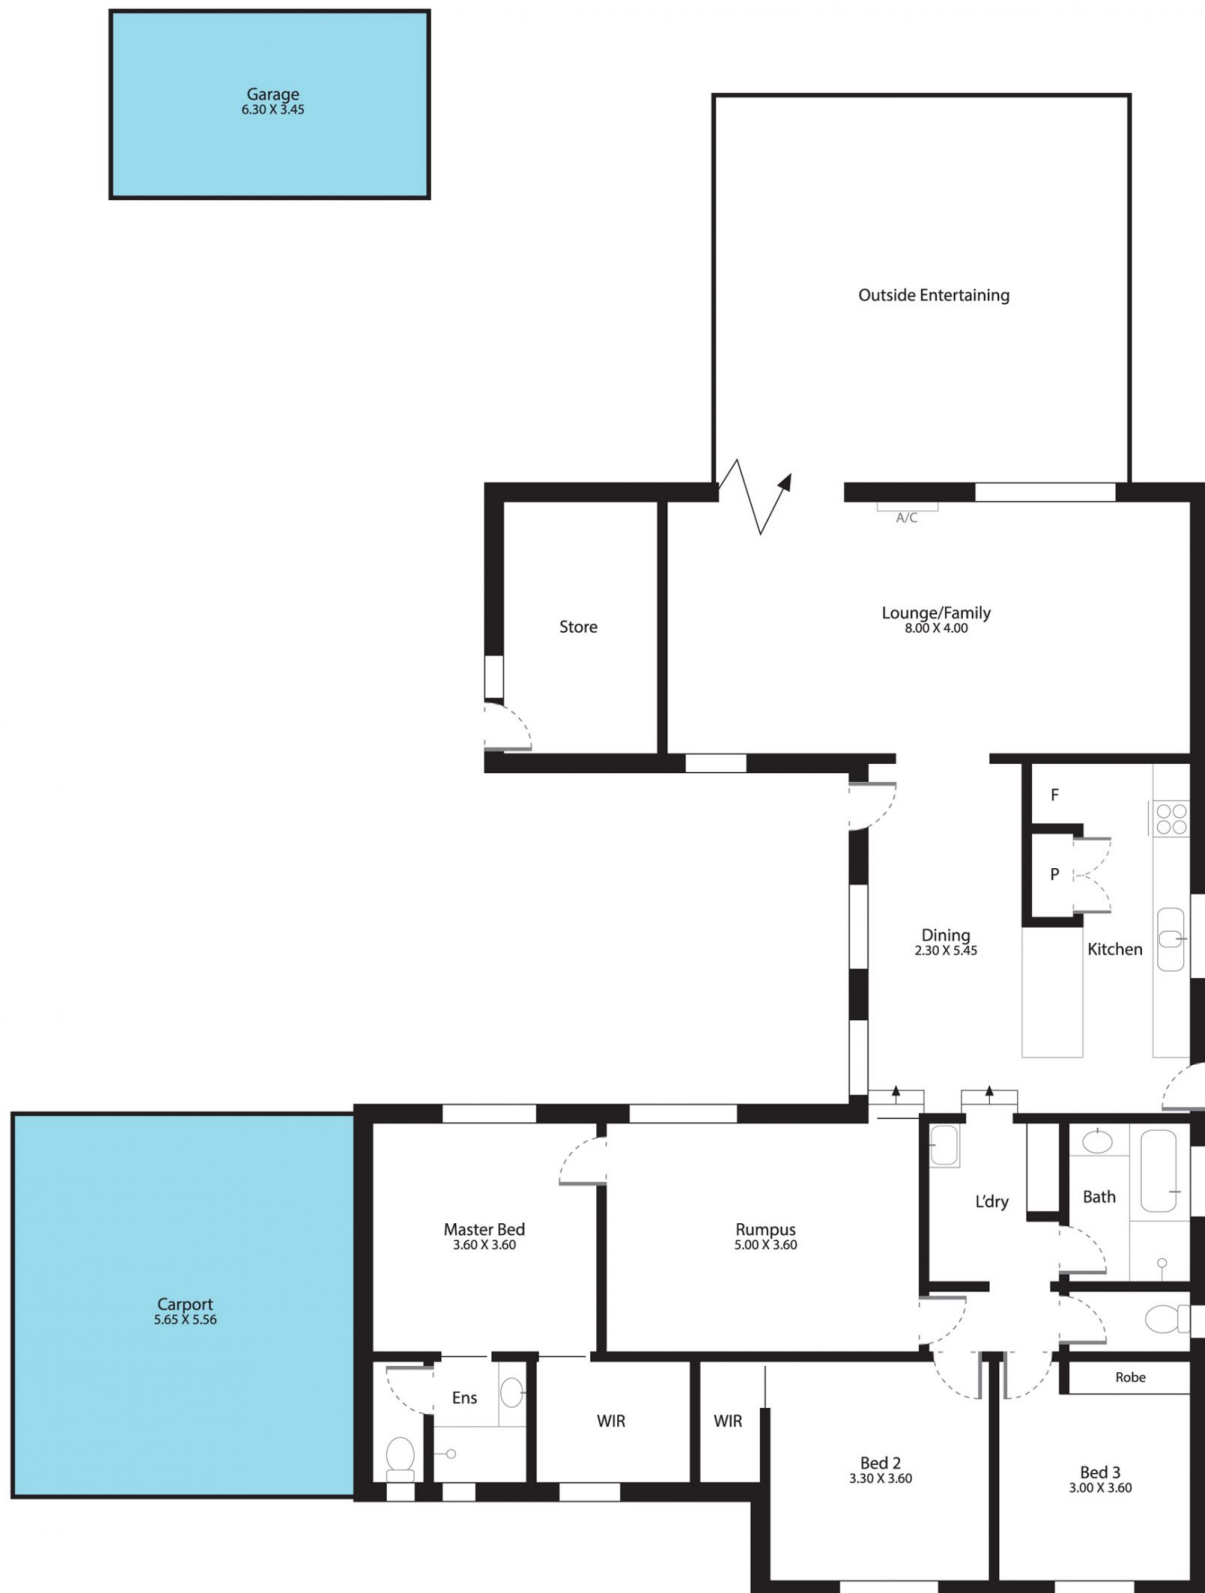 Garage
6.30 X 3.45
Outside Entertaining
A/C
Lounge/Family
8.00 X 4.00
Store
F
P
Dining
2.30 X 5.45
Kitchen
L'dry
Bath
Master Bed
3.60 X 3.60
Rumpus
5.00 X 3.60
Carport
5.65 X 5.56
Ens
WIR
WIR
Robe
Bed 2
3.30 X 3.60
Bed 3
3.00 X 3.60